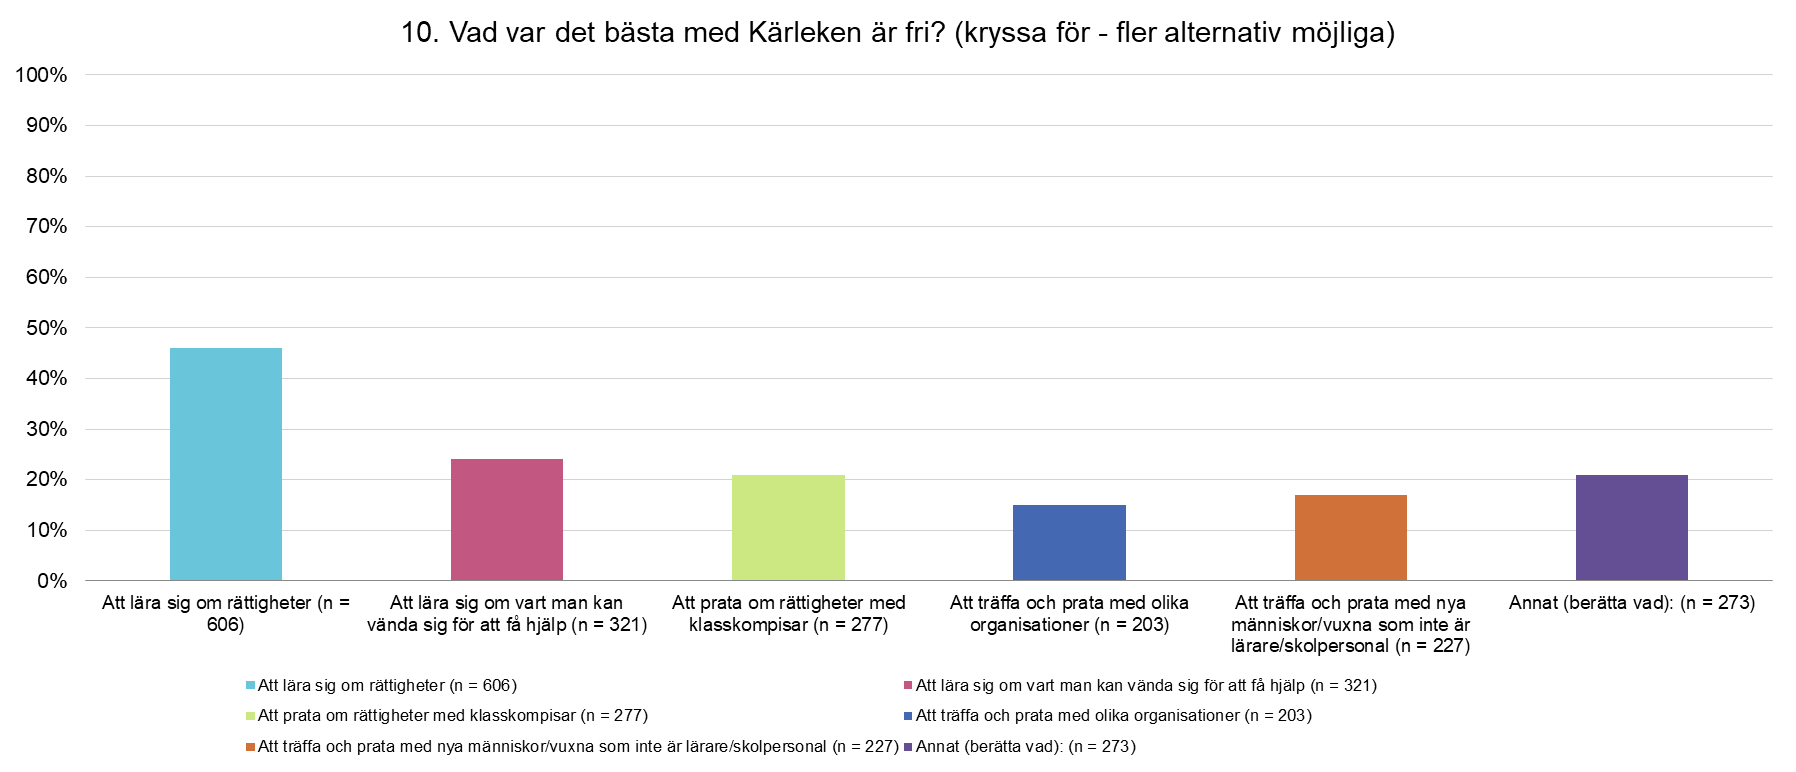 10. Vad var det bästa med Kärleken är fri? (kryssa för - fler alternativ möjliga)
100%
90%
80%
70%
60%
50%
40%
30%
20%
10%
0%
Att lära sig om rättigheter (n =
606)
Att lära sig om vart man kan
vända sig för att få hjälp (n = 321)
Att prata om rättigheter med
klasskompisar (n = 277)
Att träffa och prata med olika
organisationer (n = 203)
Att träffa och prata med nya
människor/vuxna som inte är
lärare/skolpersonal (n = 227)
Annat (berätta vad): (n = 273)
Att lära sig om rättigheter (n = 606)
Att lära sig om vart man kan vända sig för att få hjälp (n = 321)
Att prata om rättigheter med klasskompisar (n = 277)
Att träffa och prata med olika organisationer (n = 203)
Att träffa och prata med nya människor/vuxna som inte är lärare/skolpersonal (n = 227)
Annat (berätta vad): (n = 273)